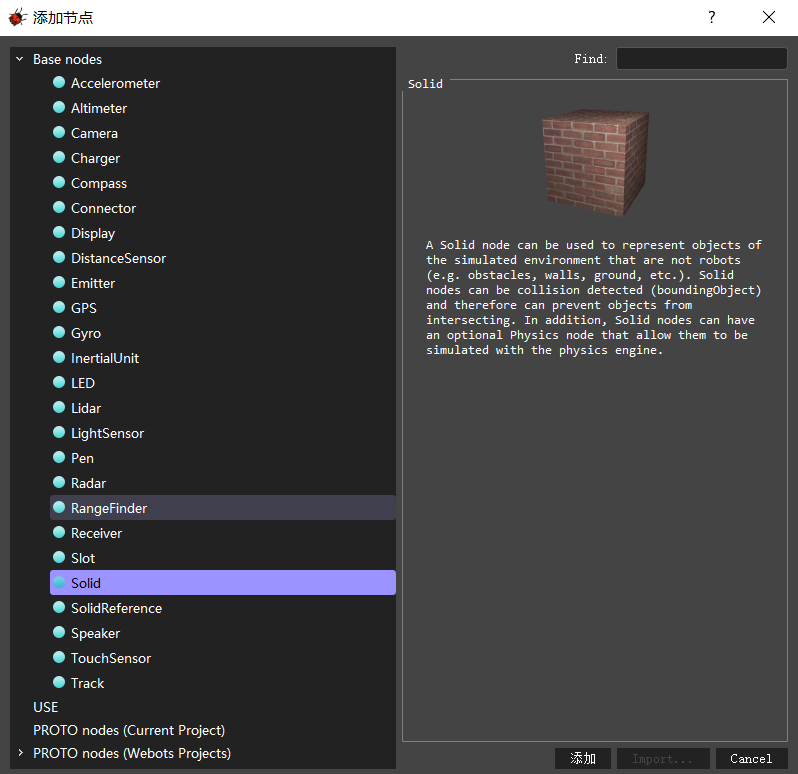 添加节点
?
Base nodes
Accelerometer
Altimeter
Camera
Charger
Compass
Connector
Display
DistanceSensor
Emitter
GPS
Gyro
InertialUnit
LED
Lidar
LightSensor
Pen
Radar
RangeFinder
Receiver
Slot
Solid
SolidReference
Speaker
TouchSensor
Track
USE
PROTO nodes (Current Project)
PROTO nodes (Webots Projects)
Find:
Solid
A Solid node can be used to represent objects of
the simulated environment that are not robots
(e.g. obstacles, walls, ground, etc.). Solid
nodes can be collision detected (boundingObject)
and therefore can prevent objects from
intersecting. In addition, Solid nodes can have
an optional Physics node that allow them to be
simulated with the physics engine.
添加
Import...
Cancel